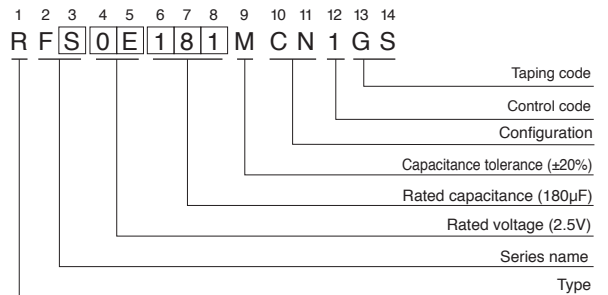 1 2 3 4 5 6 7 8 9 10 11 12 13 14
R F S 0 E 1 8 1 M C N 1 G S
Taping code
Control code
Configuration
Capacitance tolerance (±20%)
Rated capacitance (180µF)
Rated voltage (2.5V)
Series name
Type